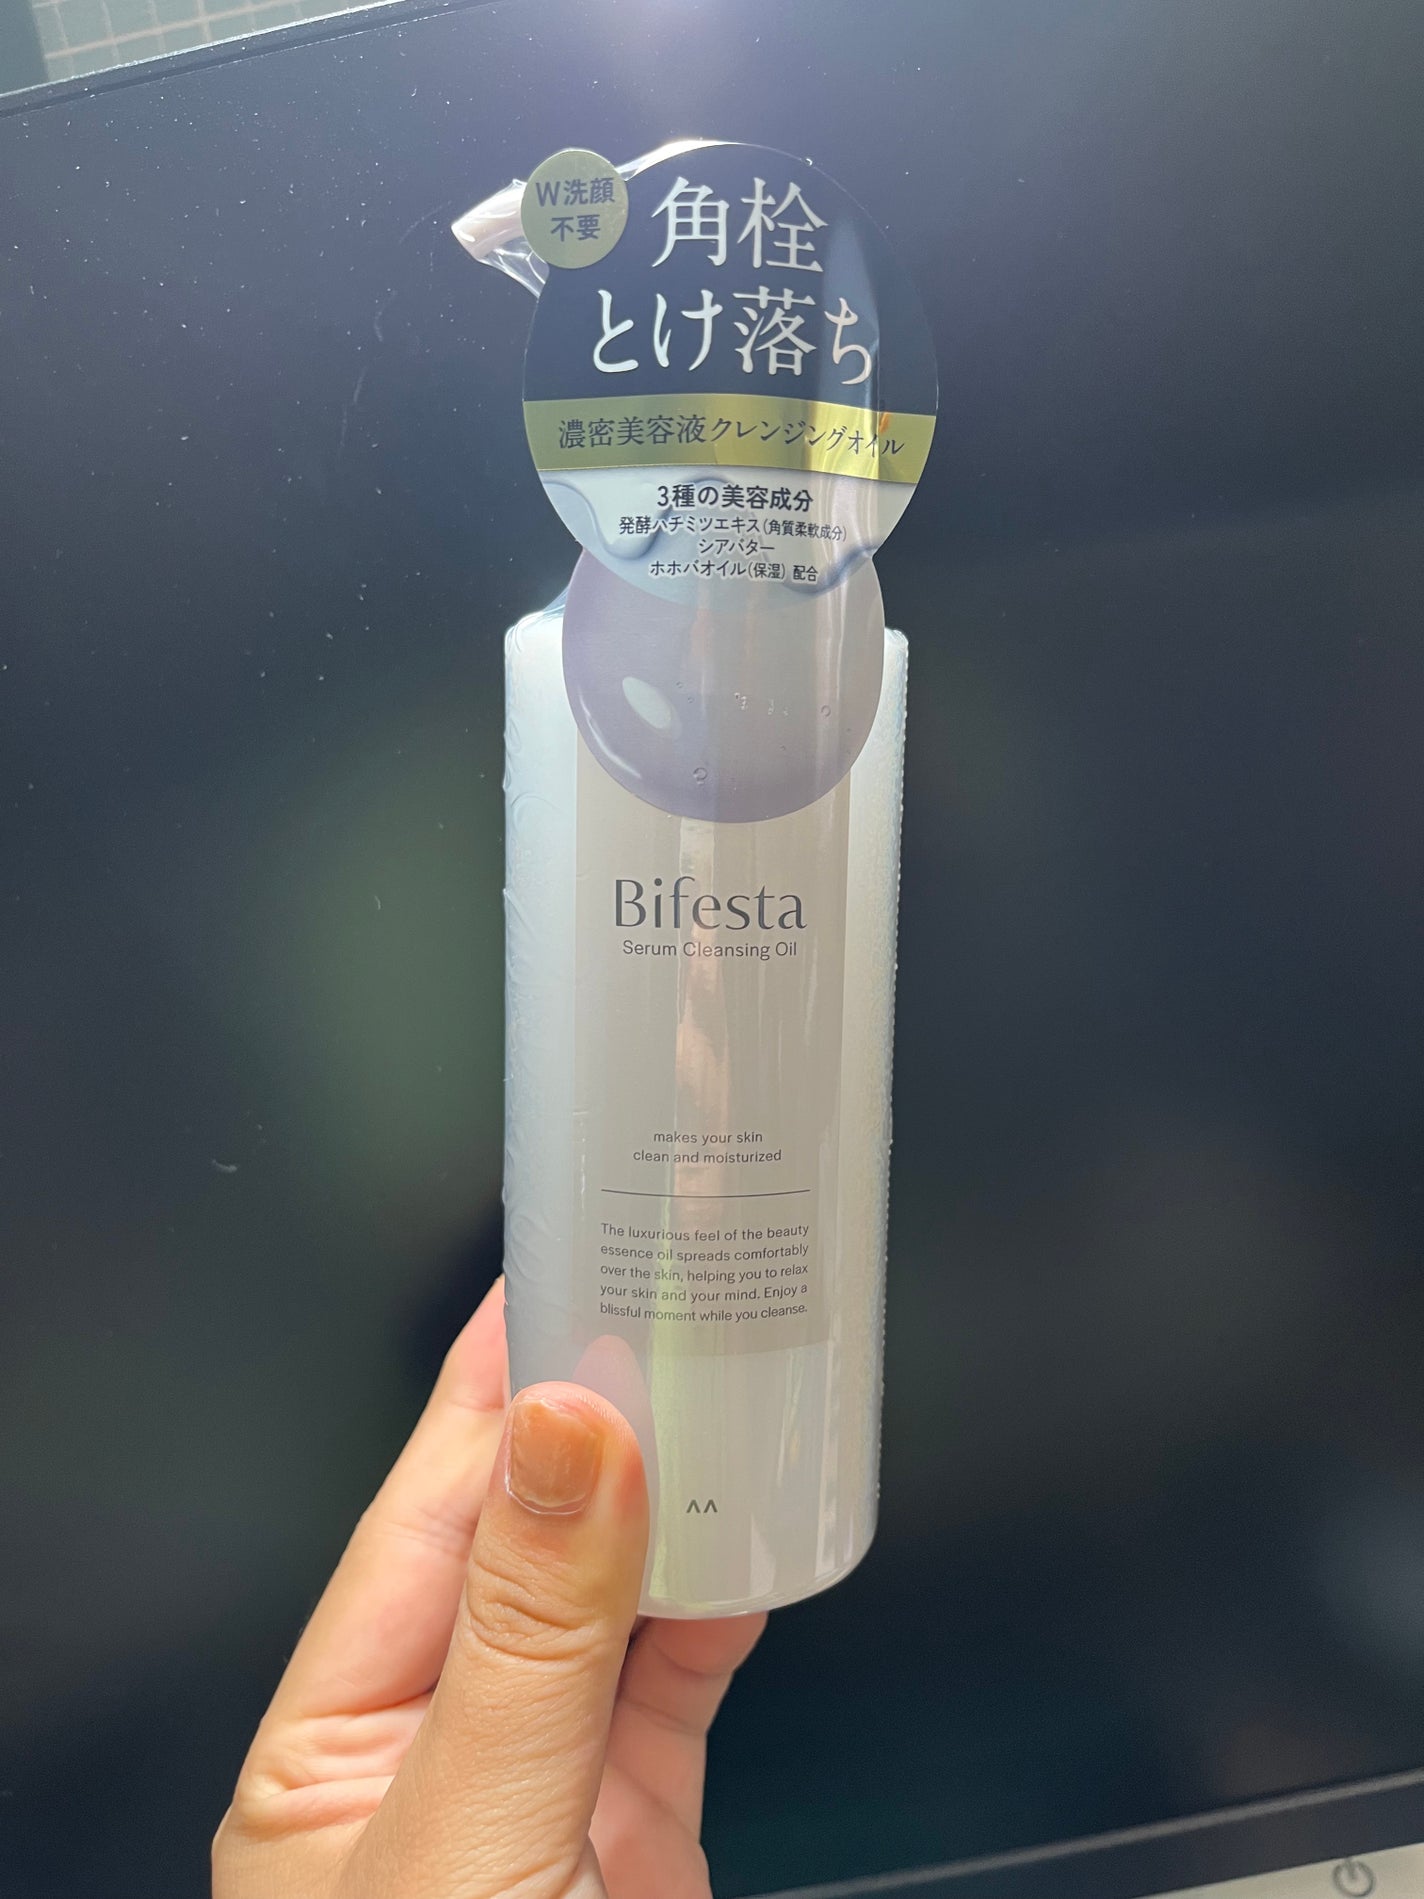 W洗顔
不要
角栓
とけ落ち
濃密美容液クレンジングオイル
3種の美容成分
発酵ハチミツエキス(角質柔軟成分)
シアバター
ホホバオイル(保湿) 配合
Bifesta
Serum Cleansing Oil
makes your skin
clean and moisturized
The luxurious feel of the beauty
essence oil spreads comfortably
over the skin, helping you to relax
your skin and your mind. Enjoy a
blissful moment while you cleanse.